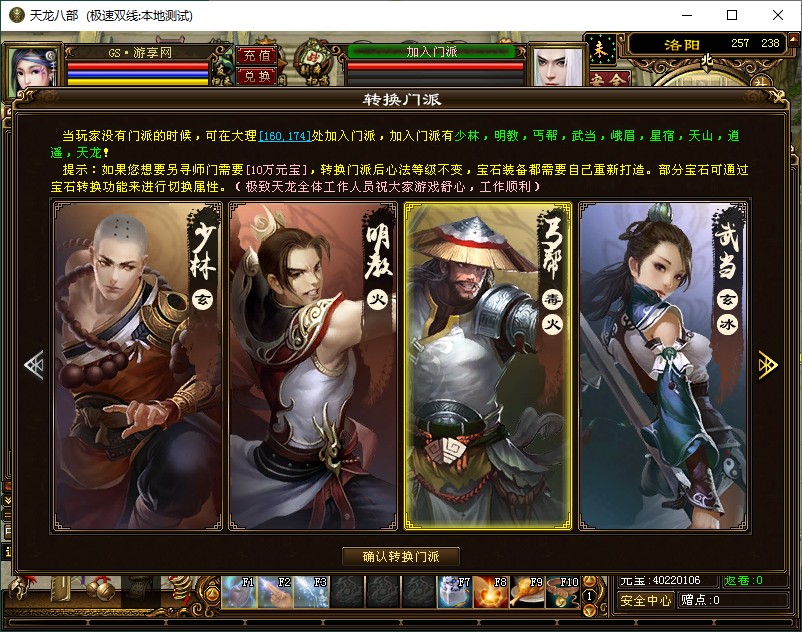 天龙八部 (极速双线:本地测试)
GS·游享网
充值
兑换
加入门派
未
洛阳
257 238
北
安全
转换门派
当玩家没有门派的时候，可在大理[160,174]处加入门派，加入门派有少林，明教，丐帮，武当，峨眉，星宿，天山，逍
遥，天龙！
提示：如果您想要另寻师门需要[10万元宝]，转换门派后心法等级不变，宝石装备都需要自己重新打造。部分宝石可通过
宝石转换功能来进行切换属性。(极致天龙全体工作人员祝大家游戏舒心，工作顺利)
少林
玄
明教
火
丐帮
毒
火
武当
玄
冰
确认转换门派
F1 F2 F3 F7 F8 F9 F10
1
元宝:40220106 返卷:0
安全中心 赠点:0